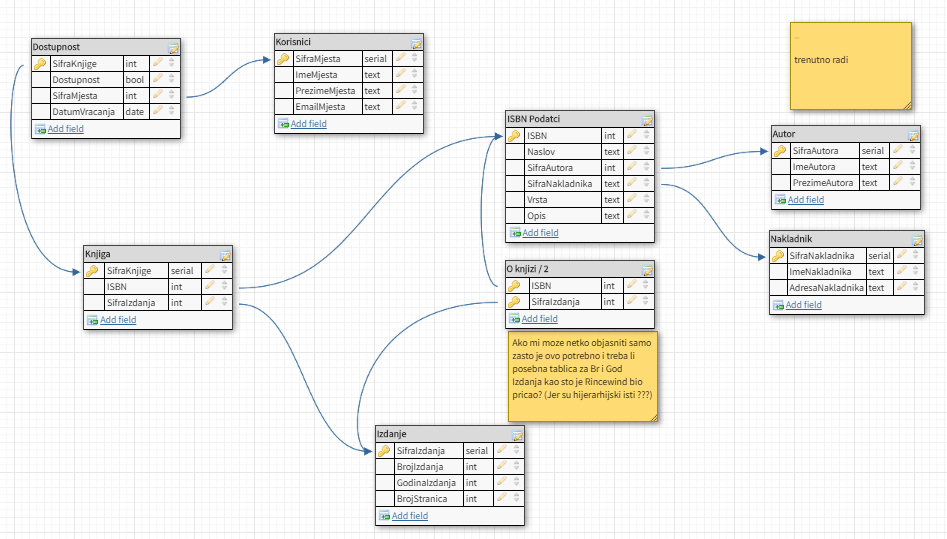 Dostupnost
SifraKnjige int
Dostupnost bool
SifraMjesta int
DatumVracanja date
Add field
Korisnici
SifraMjesta serial
ImeMjesta text
PrezimeMjesta text
EmailMjesta text
Add field
...
trenutno radi
ISBN Podatci
ISBN int
Naslov text
SifraAutora int
SifraNakladnika text
Vrsta text
Opis text
Add field
Autor
SifraAutora serial
ImeAutora text
PrezimeAutora text
Add field
Nakladnik
SifraNakladnika serial
ImeNakladnika text
AdresaNakladnika text
Add field
Knjiga
SifraKnjige serial
ISBN int
SifraIzdanja int
Add field
O knjizi / 2
ISBN int
SifraIzdanja int
Add field
Ako mi moze netko objasniti samo
zasto je ovo potrebno i treba li
posebna tablica za Br i God
Izdanja kao sto je Rincewind bio
pricao? (Jer su hijerarhijski isti ???)
Izdanje
SifraIzdanja serial
BrojIzdanja int
GodinaIzdanja int
BrojStranica int
Add field